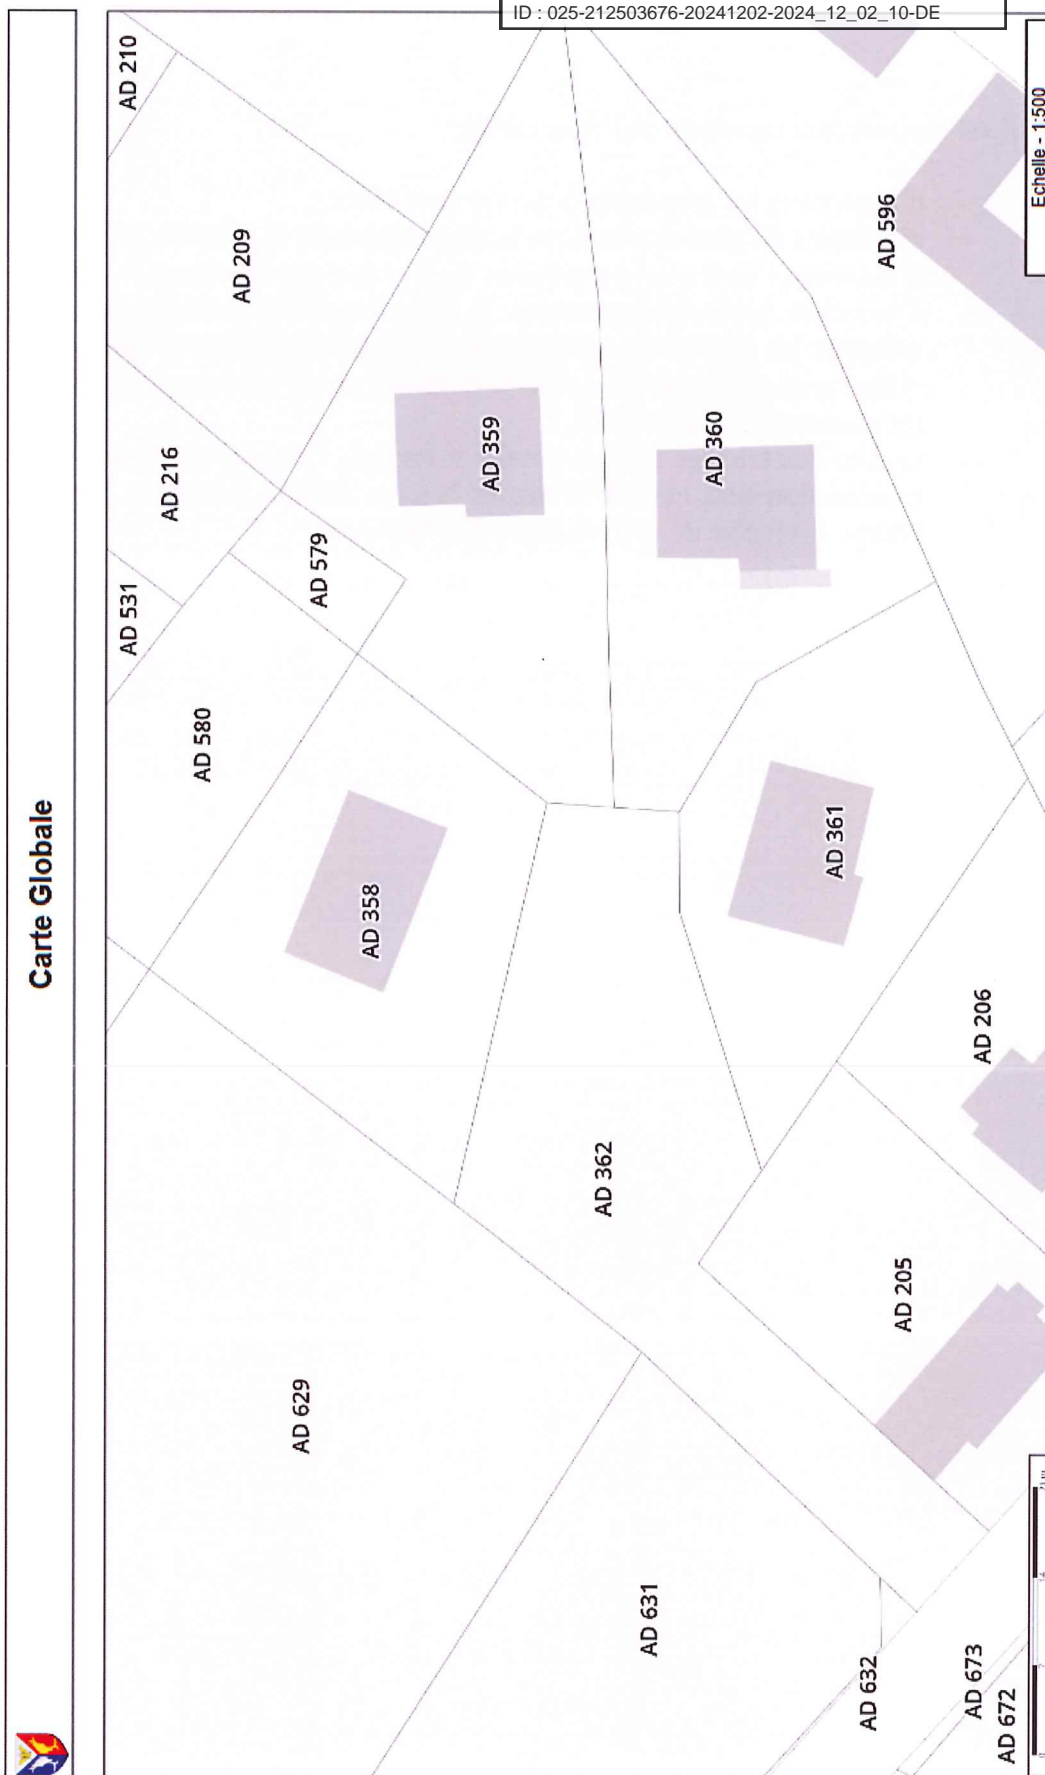 ID : 025-212503676-20241202-2024_12_02_10-DE
Carte Globale
AD 210
AD 209
AD 216
AD 531
AD 579
AD 580
AD 359
AD 360
AD 596
AD 358
AD 361
AD 206
AD 362
AD 205
AD 629
AD 631
AD 632
AD 673
AD 672
Echelle - 1:500